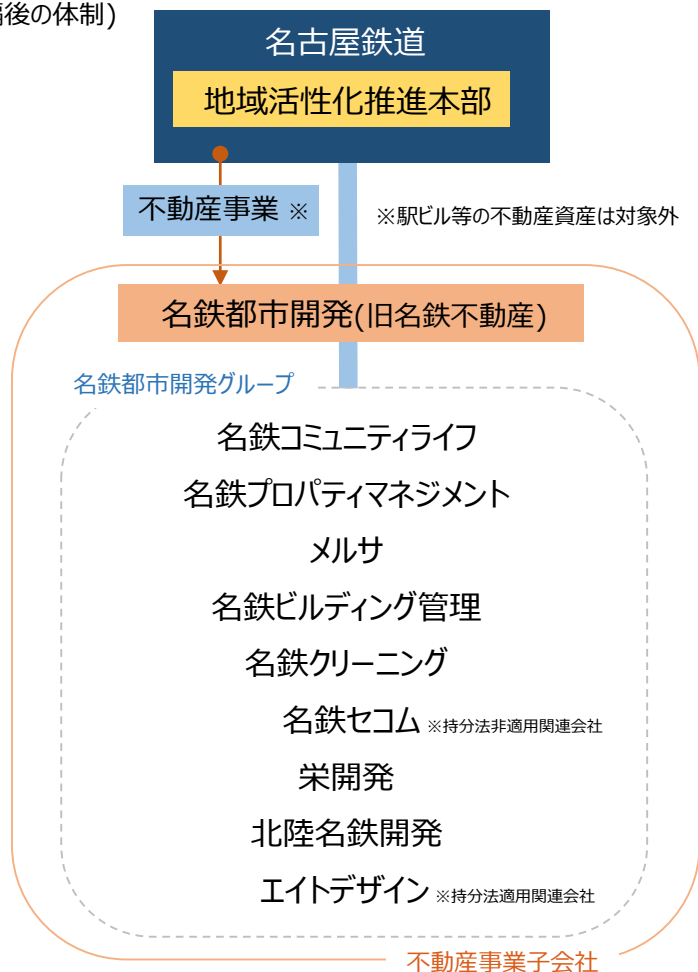 後の体制)
名古屋鉄道
地域活性化推進本部
不動産事業 ※
※駅ビル等の不動産資産は対象外
名鉄都市開発(旧名鉄不動産)
名鉄都市開発グループ
名鉄コミュニティライフ
名鉄プロパティマネジメント
メルサ
名鉄ビルディング管理
名鉄クリーニング
名鉄セコム ※持分法非適用関連会社
栄開発
北陸名鉄開発
エイトデザイン ※持分法適用関連会社
不動産事業子会社